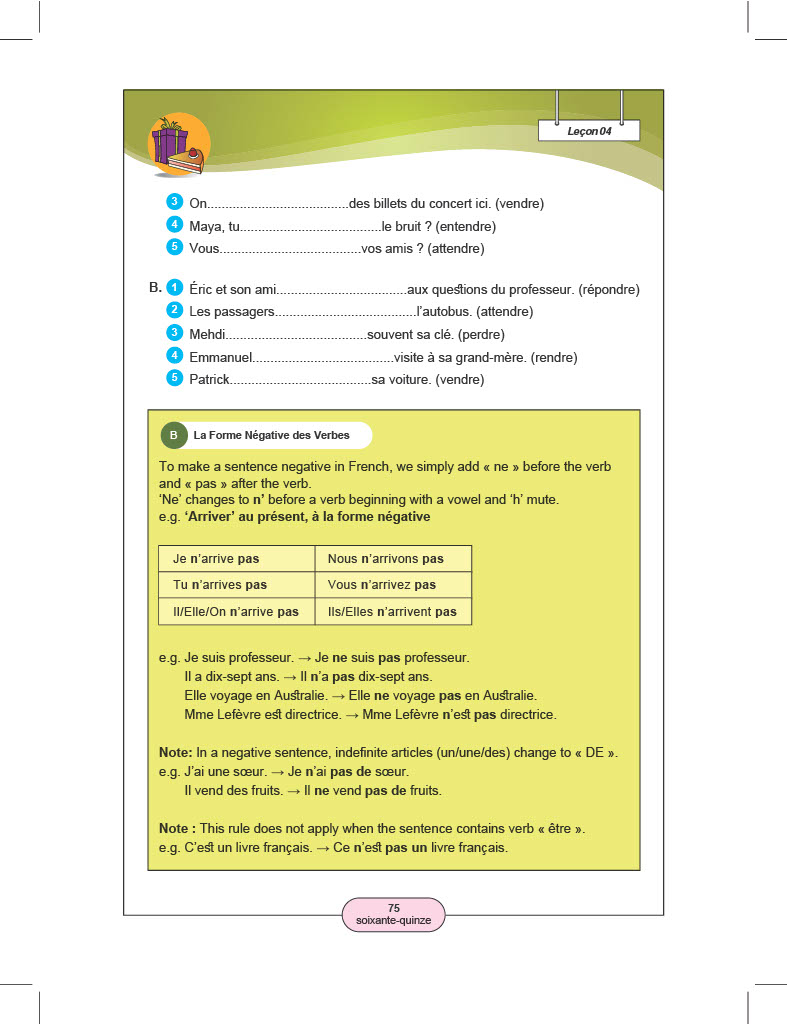 Leçon 04
3 On.......................................des billets du concert ici. (vendre)
4 Maya, tu.......................................le bruit ? (entendre)
5 Vous.......................................vos amis ? (attendre)
B. 1 Éric et son ami....................................aux questions du professeur. (répondre)
2 Les passagers.......................................l’autobus. (attendre)
3 Mehdi.......................................souvent sa clé. (perdre)
4 Emmanuel.......................................visite à sa grand-mère. (rendre)
5 Patrick.......................................sa voiture. (vendre)
B La Forme Négative des Verbes
To make a sentence negative in French, we simply add « ne » before the verb
and « pas » after the verb.
‘Ne’ changes to n’ before a verb beginning with a vowel and ‘h’ mute.
e.g. ‘Arriver’ au présent, à la forme négative
Je n’arrive pas Nous n’arrivons pas
Tu n’arrives pas Vous n’arrivez pas
Il/Elle/On n’arrive pas Ils/Elles n’arrivent pas
e.g. Je suis professeur. → Je ne suis pas professeur.
Il a dix-sept ans. → Il n’a pas dix-sept ans.
Elle voyage en Australie. → Elle ne voyage pas en Australie.
Mme Lefèvre est directrice. → Mme Lefèvre n’est pas directrice.
Note: In a negative sentence, indefinite articles (un/une/des) change to « DE ».
e.g. J’ai une sœur. → Je n’ai pas de sœur.
Il vend des fruits. → Il ne vend pas de fruits.
Note : This rule does not apply when the sentence contains verb « être ».
e.g. C’est un livre français. → Ce n’est pas un livre français.
75
soixante-quinze